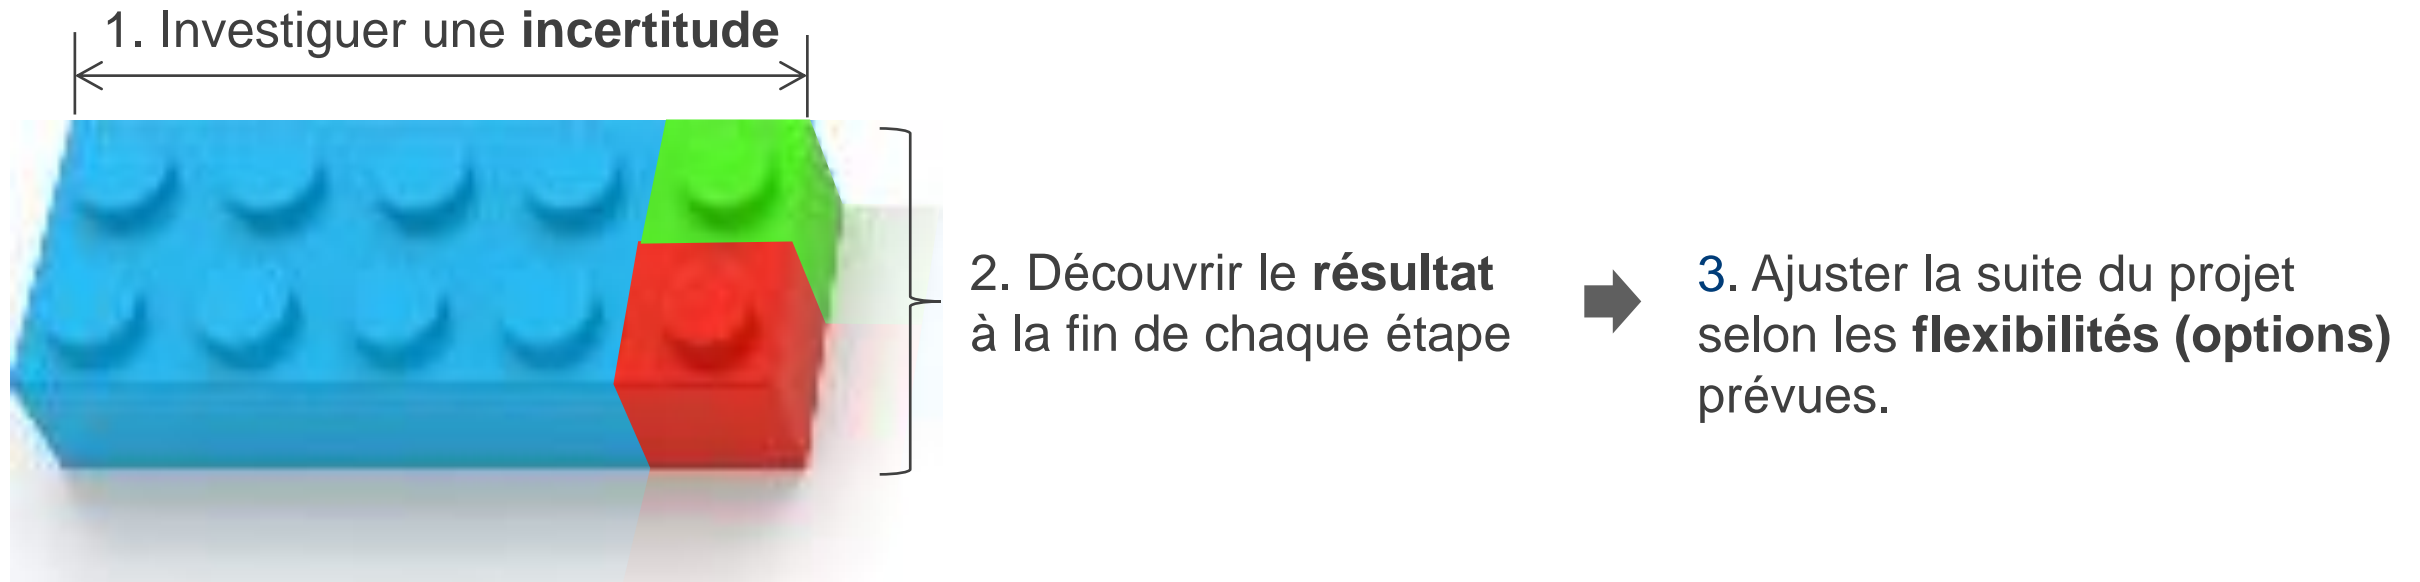 1. Investiguer une incertitude
2. Découvrir le résultat
à la fin de chaque étape
3. Ajuster la suite du projet
selon les flexibilités (options)
prévues.